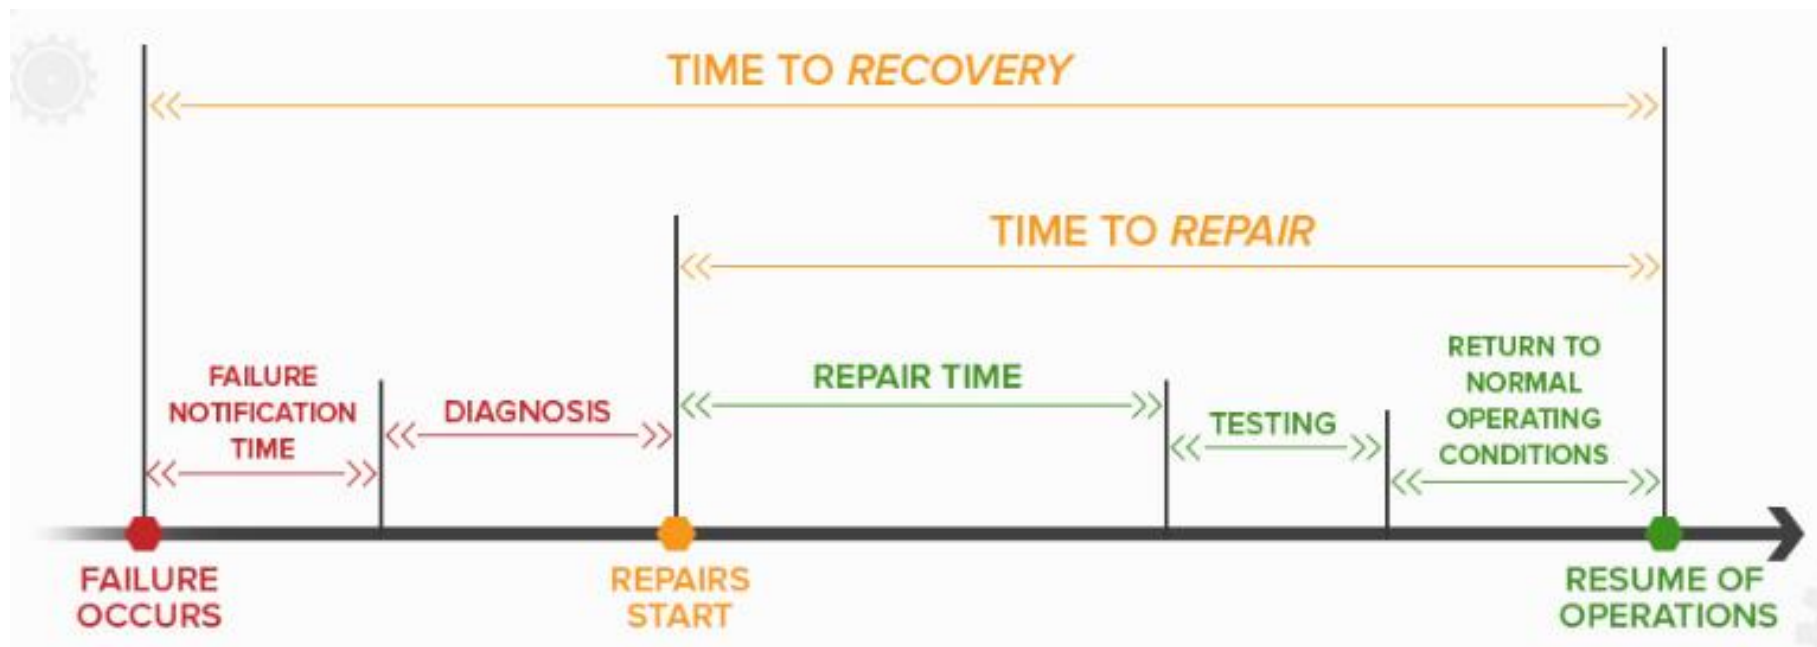 TIME TO RECOVERY
TIME TO REPAIR
FAILURE
NOTIFICATION
TIME
DIAGNOSIS
REPAIR TIME
TESTING
RETURN TO
NORMAL
OPERATING
CONDITIONS
FAILURE
OCCURS
REPAIRS
START
RESUME OF
OPERATIONS